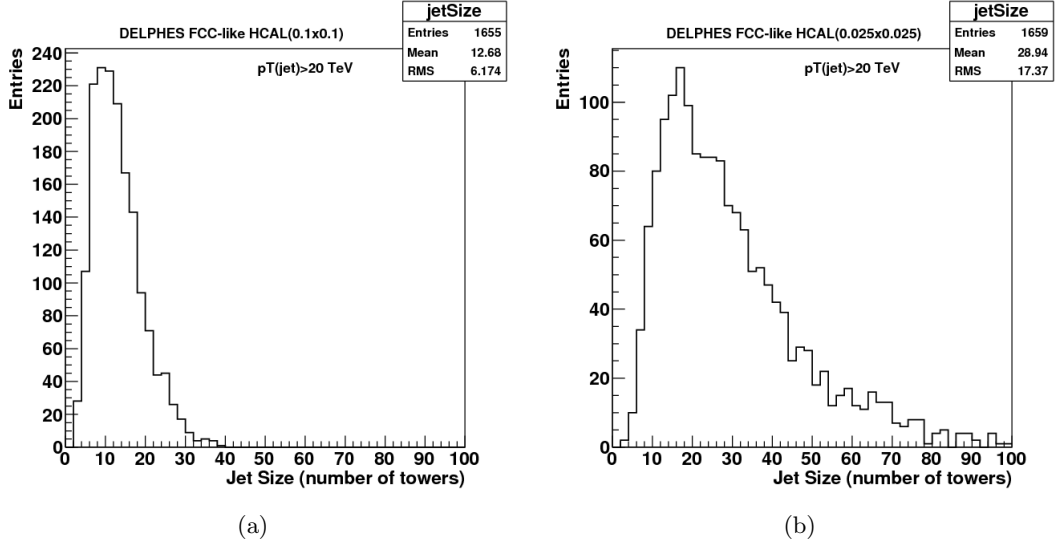 jetSize
Entries 1655
Mean 12.68
RMS 6.174
DELPHES FCC-like HCAL(0.1x0.1)
pT(jet)>20 TeV
Entries
240
220
200
180
160
140
120
100
80
60
40
20
0
0 10 20 30 40 50 60 70 80 90 100
Jet Size (number of towers)
(a)
jetSize
Entries 1659
Mean 28.94
RMS 17.37
DELPHES FCC-like HCAL(0.025x0.025)
pT(jet)>20 TeV
Entries
100
80
60
40
20
0
0 10 20 30 40 50 60 70 80 90 100
Jet Size (number of towers)
(b)